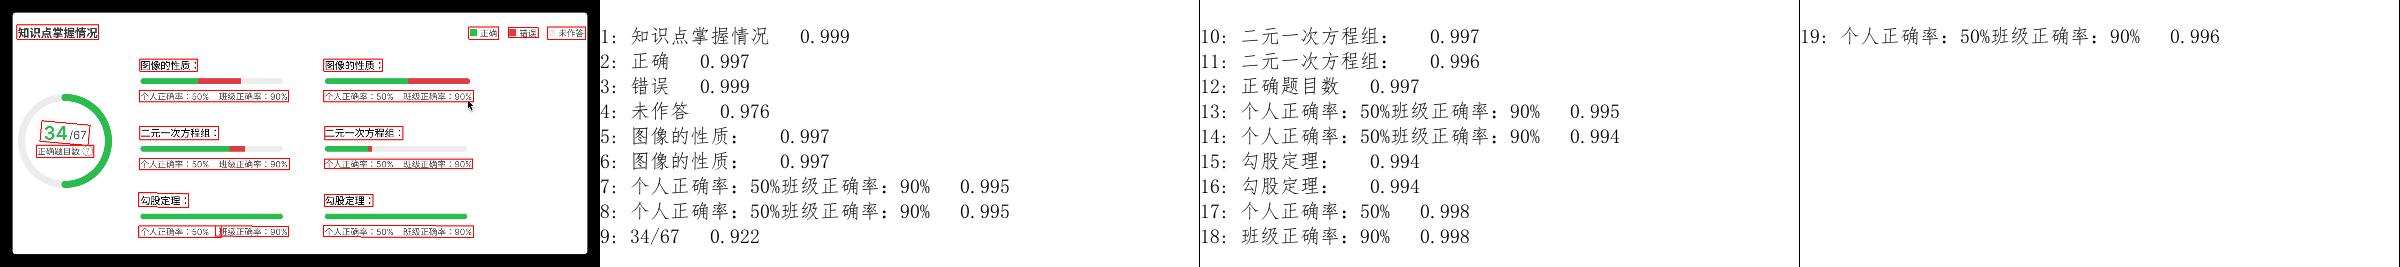 知识点掌握情况 正确 错误 未作答
图像的性质： 图像的性质：
个人正确率：50% 班级正确率：90% 个人正确率：50% 班级正确率：90%
34/67
正确题目数 ?
二元一次方程组： 二元一次方程组：
个人正确率：50% 班级正确率：90% 个人正确率：50% 班级正确率：90%
勾股定理： 勾股定理：
个人正确率：50% 班级正确率：90% 个人正确率：50% 班级正确率：90%
1: 知识点掌握情况 0.999
2: 正确 0.997
3: 错误 0.999
4: 未作答 0.976
5: 图像的性质： 0.997
6: 图像的性质： 0.997
7: 个人正确率：50%班级正确率：90% 0.995
8: 个人正确率：50%班级正确率：90% 0.995
9: 34/67 0.922
10: 二元一次方程组： 0.997
11: 二元一次方程组： 0.996
12: 正确题目数 0.997
13: 个人正确率：50%班级正确率：90% 0.995
14: 个人正确率：50%班级正确率：90% 0.994
15: 勾股定理： 0.994
16: 勾股定理： 0.994
17: 个人正确率：50% 0.998
18: 班级正确率：90% 0.998
19: 个人正确率：50%班级正确率：90% 0.996